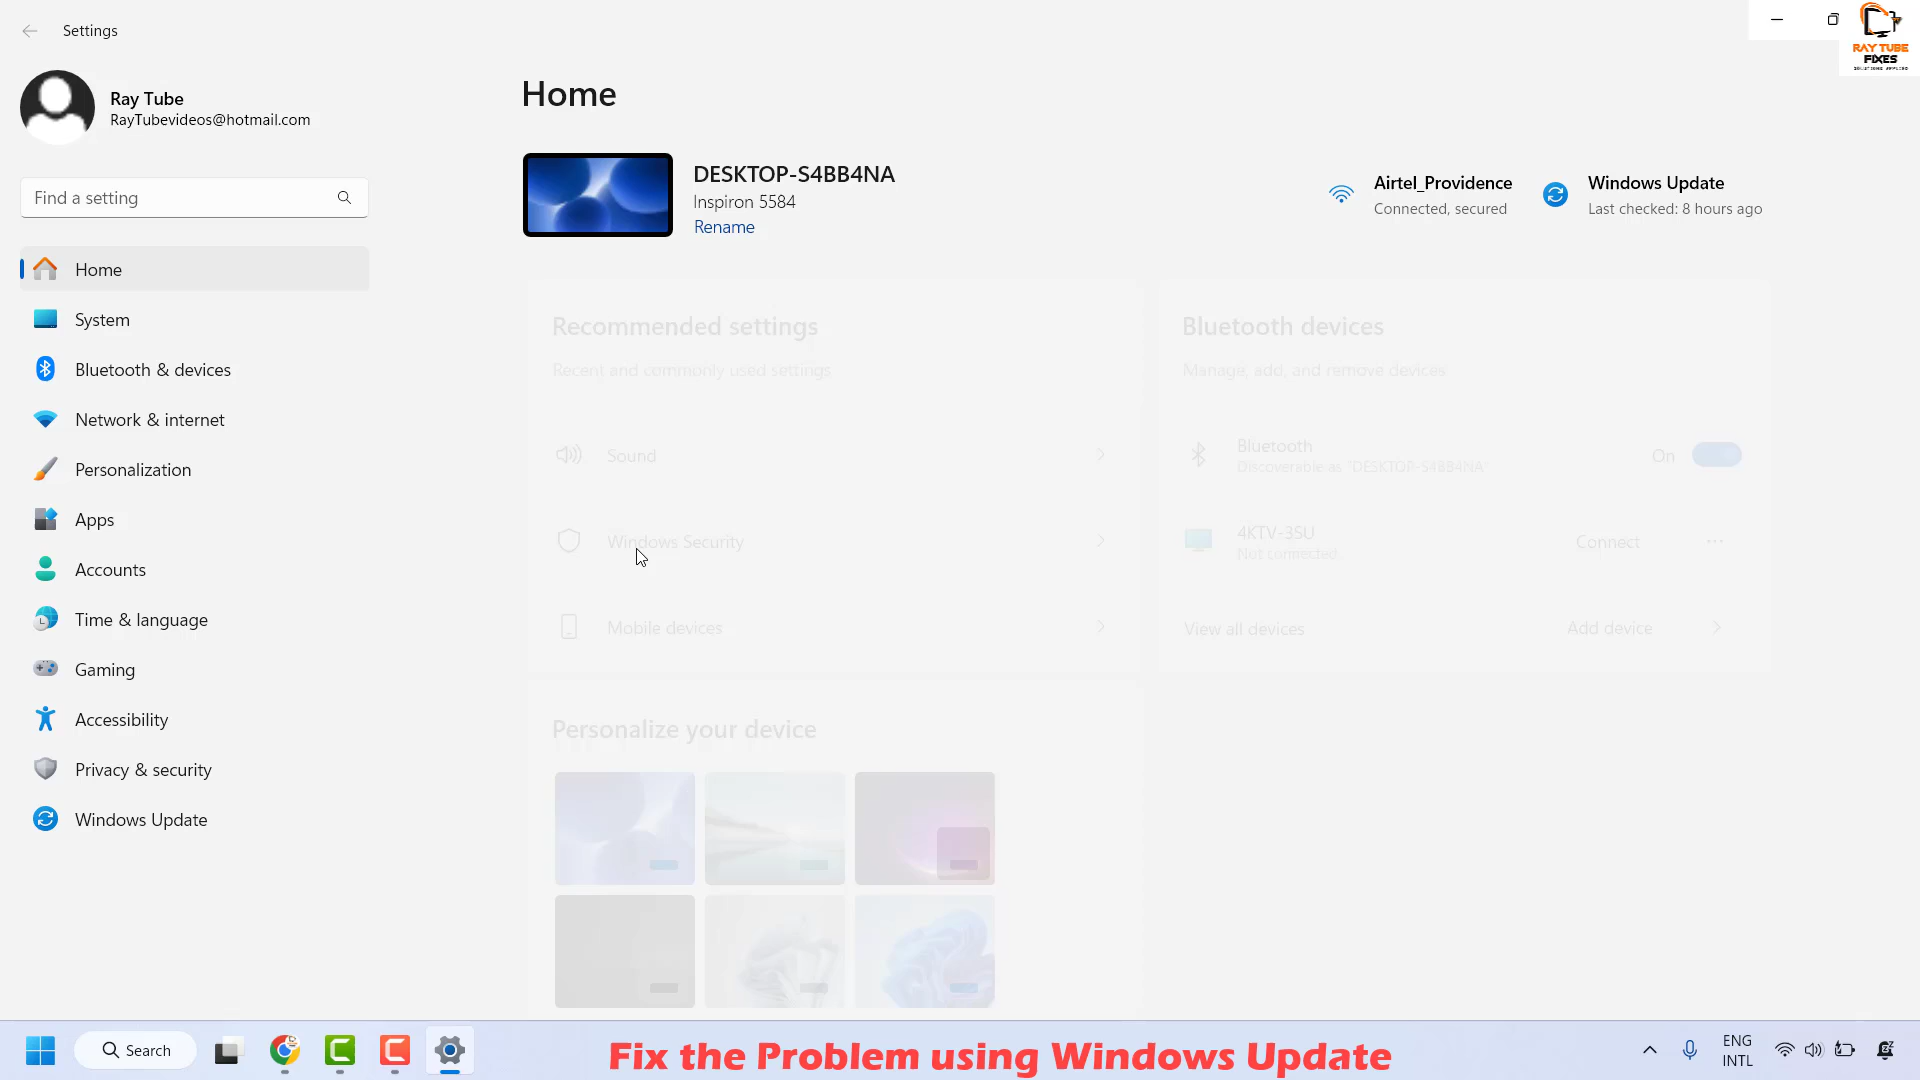 Settings
RAY TUBE
FIXES
SOLUTIONS APPLIED
Ray Tube
RayTubevideos@hotmail.com
Find a setting
Home
System
Bluetooth & devices
Network & internet
Personalization
Apps
Accounts
Time & language
Gaming
Accessibility
Privacy & security
Windows Update
Home
DESKTOP-S4BB4NA
Inspiron 5584
Rename
Airtel_Providence
Connected, secured
Windows Update
Last checked: 8 hours ago
Recommended settings
Recent and commonly used settings
Sound
Windows Security
Mobile devices
Bluetooth devices
Manage, add, and remove devices
Bluetooth
Discoverable as "DESKTOP-S4BB4NA
On
4KTV-3SU
Not connected
Connect
View all devices
Add device
Personalize your device
Search
Fix the Problem using Windows Update
ENG
INTL